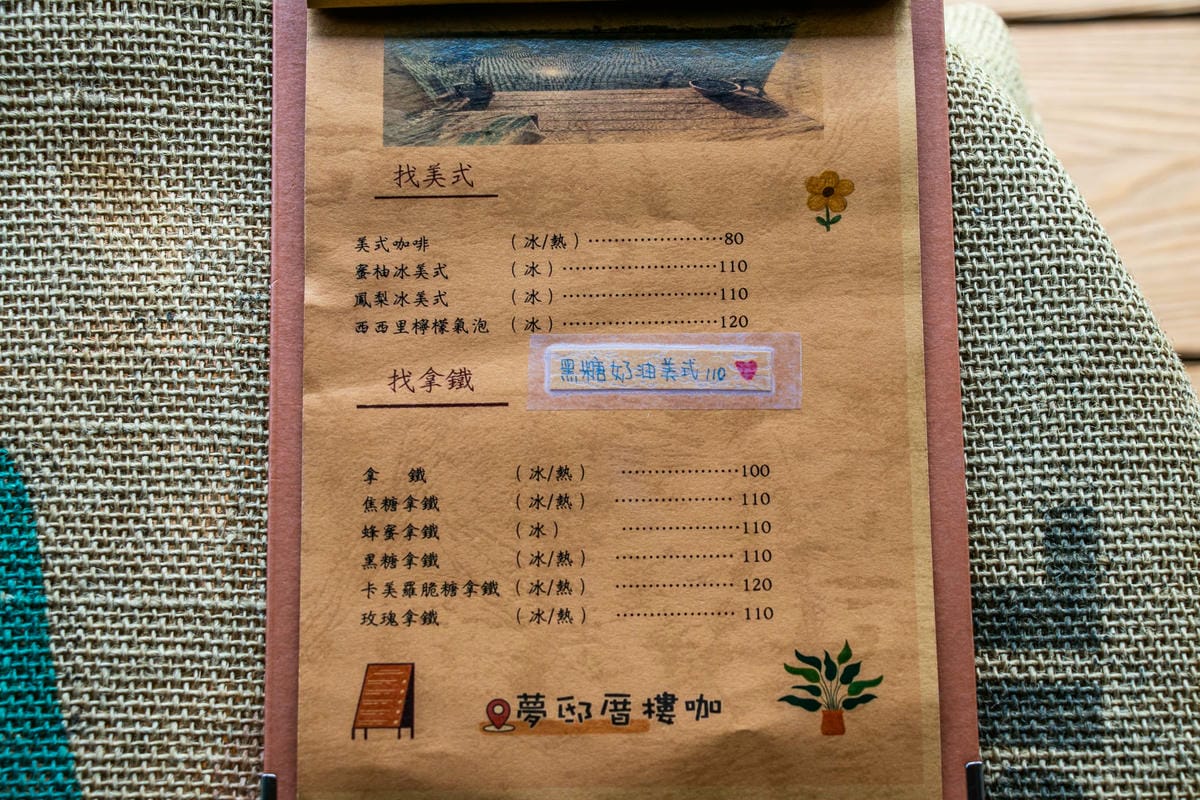 找美式
美式咖啡 (冰/熱)·······················80
蜜柚冰美式 (冰)··························110
鳳梨冰美式 (冰)··························110
西西里檸檬氣泡 (冰)··························120
黑糖奶油美式 110
找拿鐵
拿 鐵 (冰/熱) ····················100
焦糖拿鐵 (冰/熱) ····················110
蜂蜜拿鐵 (冰) ····················110
黑糖拿鐵 (冰/熱) ····················110
卡美羅脆糖拿鐵 (冰/熱) ····················120
玫瑰拿鐵 (冰/熱) ····················110
夢邸厝樓咖